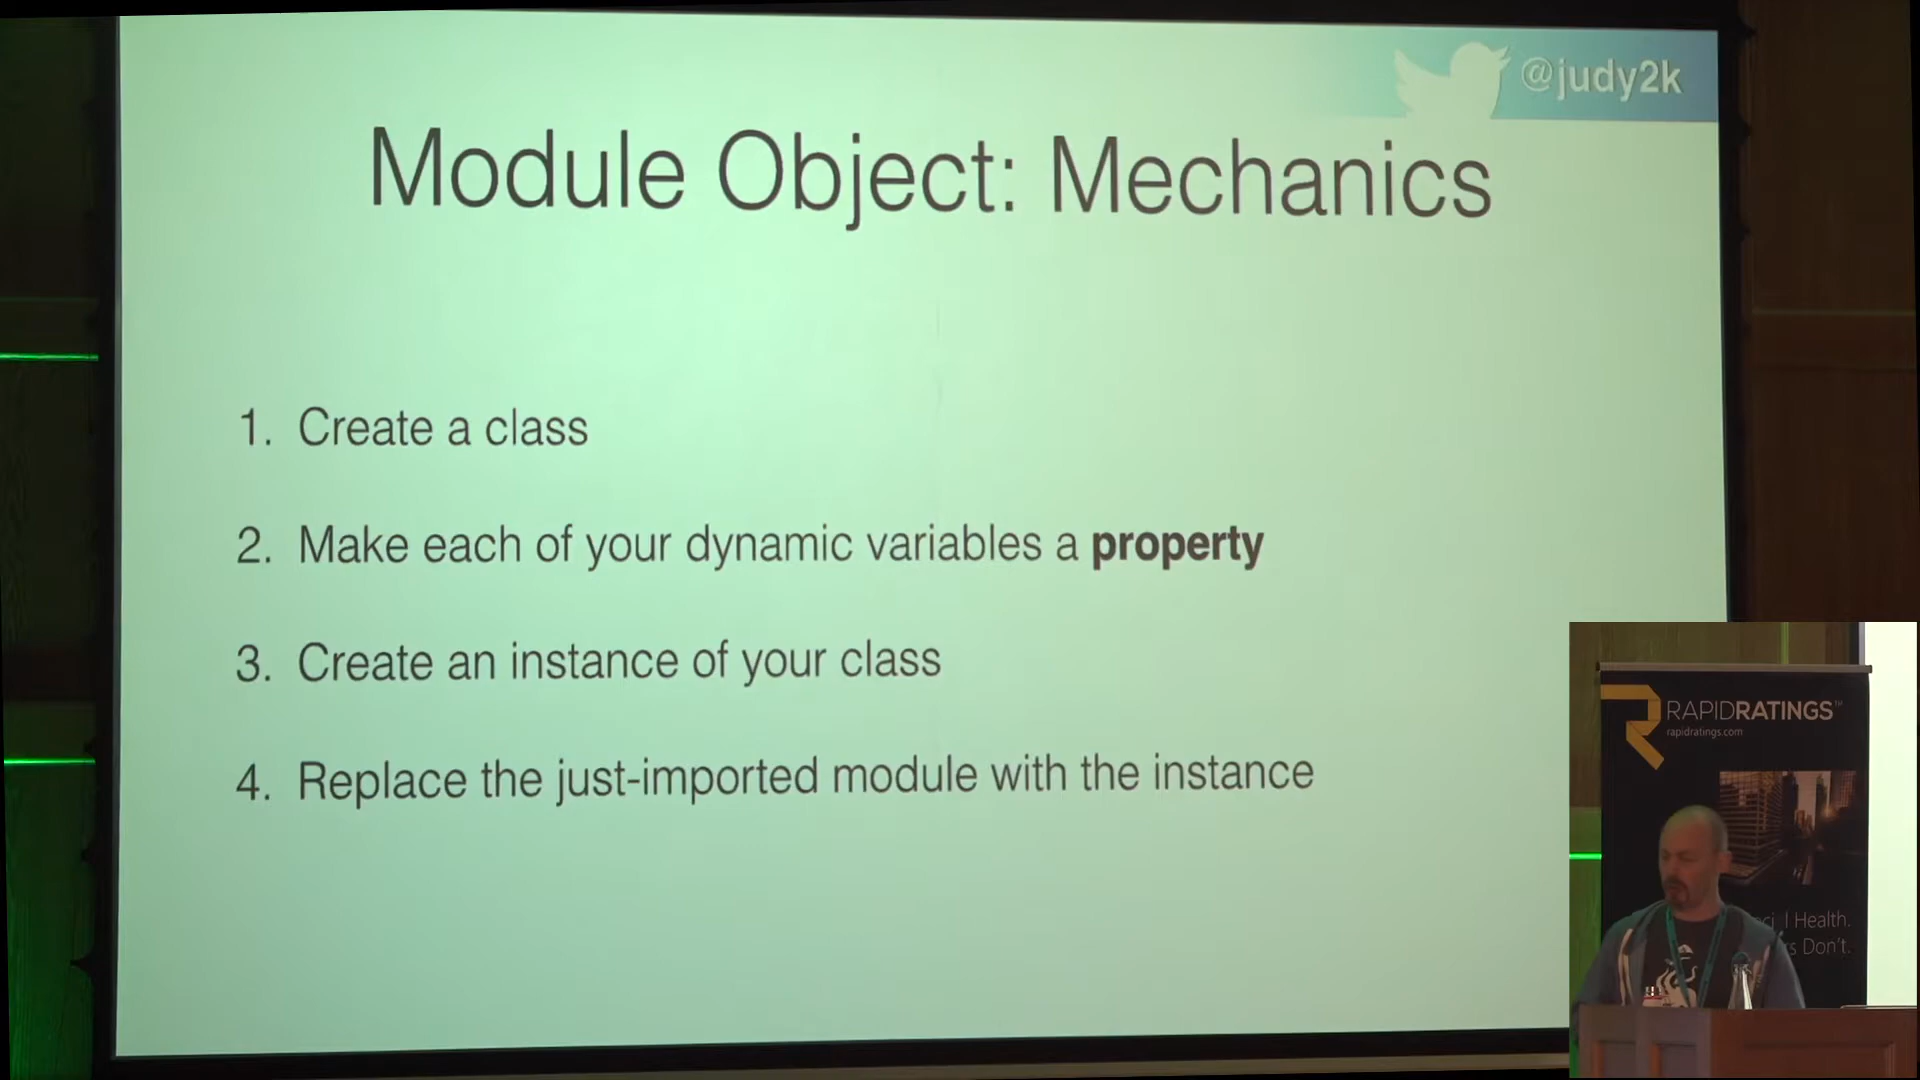 @judy2k
Module Object: Mechanics
1. Create a class
2. Make each of your dynamic variables a property
3. Create an instance of your class
4. Replace the just-imported module with the instance
RAPIDRATINGS™
rapidratings.com
Health.
Don't.